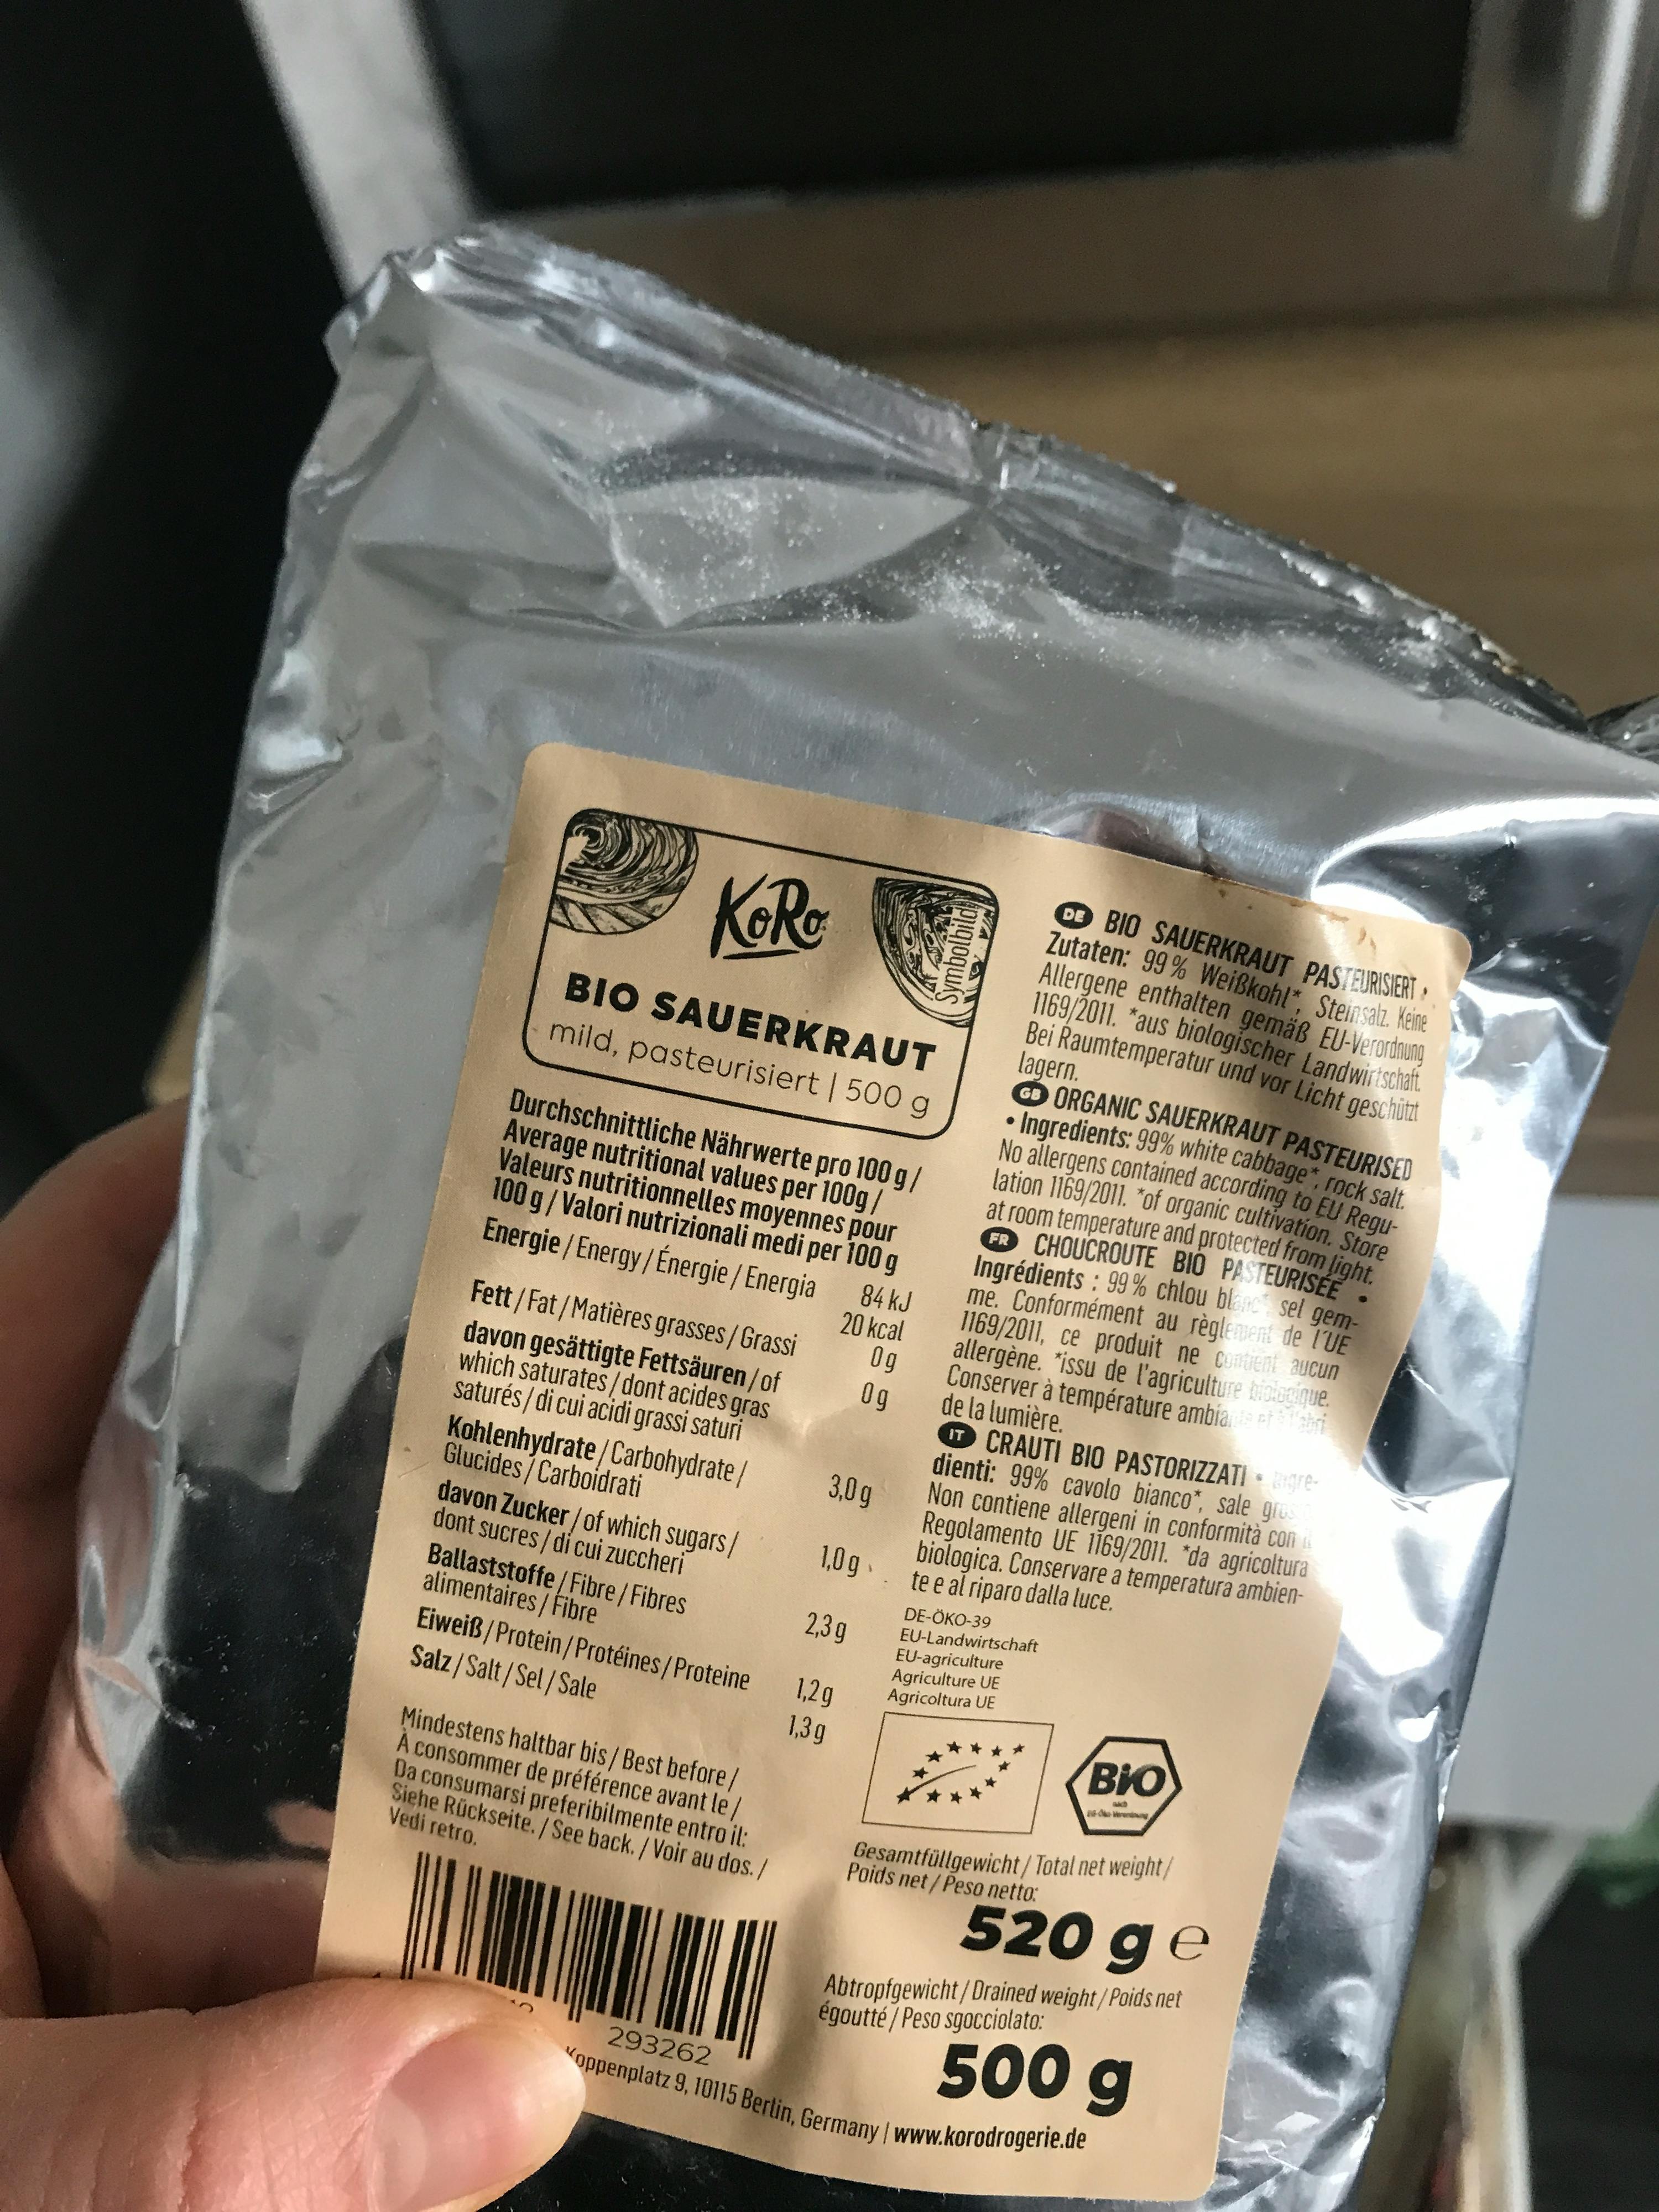 KoRo
Symbolbild
BIO SAUERKRAUT
mild, pasteurisiert | 500 g
Durchschnittliche Nährwerte pro 100 g /
Average nutritional values per 100g /
Valeurs nutritionnelles moyennes pour
100 g / Valori nutrizionali medi per 100 g
Energie / Energy / Énergie / Energia 84 kJ
20 kcal
Fett / Fat / Matières grasses / Grassi 0 g
davon gesättigte Fettsäuren / of 0 g
which saturates / dont acides gras
saturés / di cui acidi grassi saturi
Kohlenhydrate / Carbohydrate / 3,0 g
Glucides / Carboidrati
davon Zucker / of which sugars / 1,0 g
dont sucres / di cui zuccheri
Ballaststoffe / Fibre / Fibres 2,3 g
alimentaires / Fibre
Eiweiß / Protein / Protéines / Proteine 1,2 g
Salz / Salt / Sel / Sale 1,3 g
Mindestens haltbar bis / Best before /
À consommer de préférence avant le /
Da consumarsi preferibilmente entro il:
Siehe Rückseite. / See back. / Voir au dos. /
Vedi retro.
293262
Koppenplatz 9, 10115 Berlin, Germany | www.korodrogerie.de
DE BIO SAUERKRAUT PASTEURISIERT •
Zutaten: 99 % Weißkohl*, Steinsalz. Keine
Allergene enthalten gemäß EU-Verordnung
1169/2011. *aus biologischer Landwirtschaft.
Bei Raumtemperatur und vor Licht geschützt
lagern.
GB ORGANIC SAUERKRAUT PASTEURISED
• Ingredients: 99% white cabbage*, rock salt.
No allergens contained according to EU Regu-
lation 1169/2011. *of organic cultivation. Store
at room temperature and protected from light.
FR CHOUCROUTE BIO PASTEURISÉE •
Ingrédients : 99 % chlou blanc*, sel gem-
me. Conformément au règlement de l'UE
1169/2011, ce produit ne contient aucun
allergène. *issu de l'agriculture biologique.
Conserver à température ambiante et à l'abri
de la lumière.
IT CRAUTI BIO PASTORIZZATI • Ingre-
dienti: 99% cavolo bianco*, sale
Non contiene allergeni in conformità con il
Regolamento UE 1169/2011. *da agricoltura
biologica. Conservare a temperatura ambien-
te e al riparo dalla luce.
DE-ÖKO-39
EU-Landwirtschaft
EU-agriculture
Agriculture UE
Agricoltura UE
BIO
nach
EG-Öko-Verordnung
Gesamtfüllgewicht / Total net weight /
Poids net / Peso netto:
520 g e
Abtropfgewicht / Drained weight / Poids net
égoutté / Peso sgocciolato:
500 g